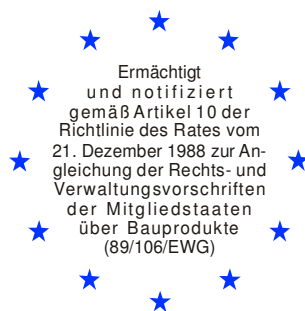 Ermächtigt
und notifiziert
gemäß Artikel 10 der
Richtlinie des Rates vom
21. Dezember 1988 zur An-
gleichung der Rechts- und
Verwaltungsvorschriften
der Mitgliedstaaten
über Bauprodukte
(89/106/EWG)